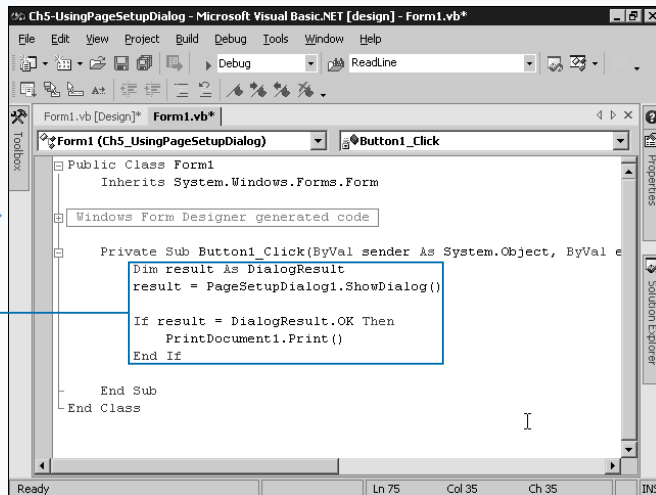 Ch5-UsingPageSetupDialog - Microsoft Visual Basic.NET [design] - Form1.vb*
File Edit View Project Build Debug Tools Window Help
Debug ReadLine
Form1.vb [Design]* Form1.vb*
Form1 (Ch5_UsingPageSetupDialog) Button1_Click
Toolbox
Properties
Solution Explorer
Public Class Form1
Inherits System.Windows.Forms.Form
Windows Form Designer generated code
Private Sub Button1_Click(ByVal sender As System.Object, ByVal e
Dim result As DialogResult
result = PageSetupDialog1.ShowDialog()
If result = DialogResult.OK Then
PrintDocument1.Print()
End If
End Sub
End Class
Ready Ln 75 Col 35 Ch 35 INS